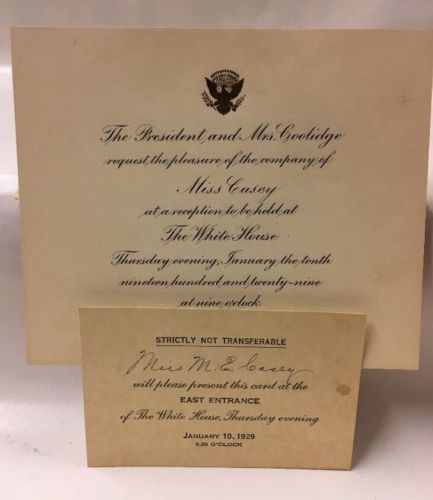 The President and Mrs. Coolidge
request the pleasure of the company of
Miss Casey
at a reception to be held at
The White House
Thursday evening, January the tenth
nineteen hundred and twenty-nine
at nine o'clock
STRICTLY NOT TRANSFERABLE
Miss M. E. Casey
will please present this card at the
EAST ENTRANCE
of The White House, Thursday evening
JANUARY 10, 1929
9.00 O'CLOCK